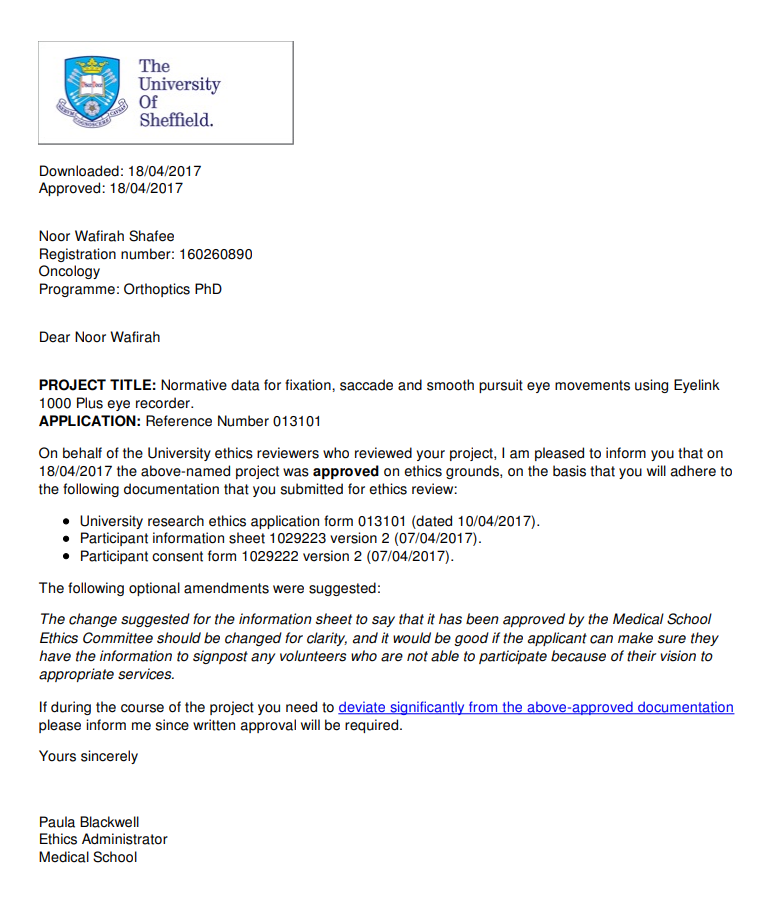 The
University
Of
Sheffield.
Downloaded: 18/04/2017
Approved: 18/04/2017
Noor Wafirah Shafee
Registration number: 160260890
Oncology
Programme: Orthoptics PhD
Dear Noor Wafirah
PROJECT TITLE: Normative data for fixation, saccade and smooth pursuit eye movements using Eyelink
1000 Plus eye recorder.
APPLICATION: Reference Number 013101
On behalf of the University ethics reviewers who reviewed your project, I am pleased to inform you that on
18/04/2017 the above-named project was approved on ethics grounds, on the basis that you will adhere to
the following documentation that you submitted for ethics review:
• University research ethics application form 013101 (dated 10/04/2017).
• Participant information sheet 1029223 version 2 (07/04/2017).
• Participant consent form 1029222 version 2 (07/04/2017).
The following optional amendments were suggested:
The change suggested for the information sheet to say that it has been approved by the Medical School
Ethics Committee should be changed for clarity, and it would be good if the applicant can make sure they
have the information to signpost any volunteers who are not able to participate because of their vision to
appropriate services.
If during the course of the project you need to deviate significantly from the above-approved documentation
please inform me since written approval will be required.
Yours sincerely
Paula Blackwell
Ethics Administrator
Medical School